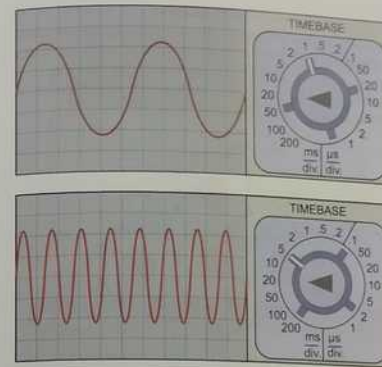 TIMEBASE
1 .5 2 .1
2 50
5 20
10 10
20 5
50 2
100 1
200
ms µs
div. div.
TIMEBASE
1 .5 2 .1
2 50
5 20
10 10
20 5
50 2
100 1
200
ms µs
div. div.